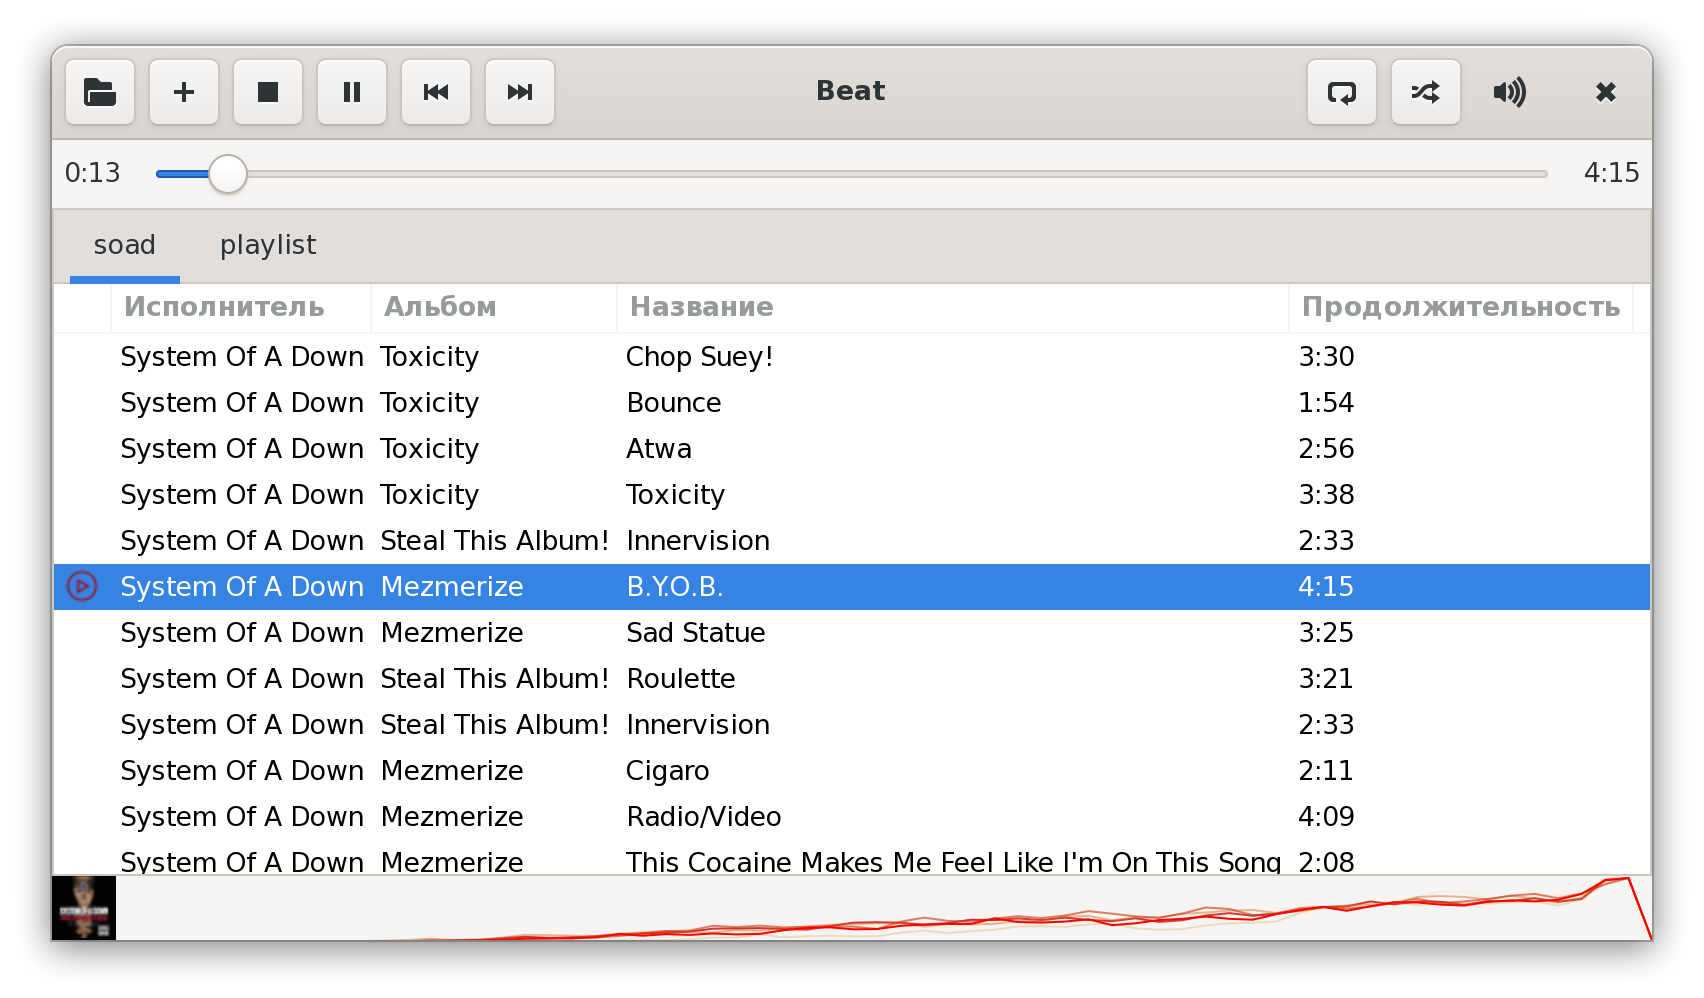 Beat
0:13 4:15
soad playlist
Исполнитель Альбом Название Продолжительность
System Of A Down Toxicity Chop Suey! 3:30
System Of A Down Toxicity Bounce 1:54
System Of A Down Toxicity Atwa 2:56
System Of A Down Toxicity Toxicity 3:38
System Of A Down Steal This Album! Innervision 2:33
System Of A Down Mezmerize B.Y.O.B. 4:15
System Of A Down Mezmerize Sad Statue 3:25
System Of A Down Steal This Album! Roulette 3:21
System Of A Down Steal This Album! Innervision 2:33
System Of A Down Mezmerize Cigaro 2:11
System Of A Down Mezmerize Radio/Video 4:09
System Of A Down Mezmerize This Cocaine Makes Me Feel Like I'm On This Song 2:08